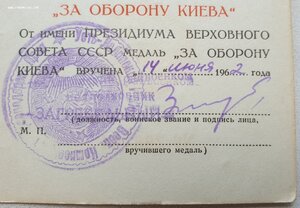 „ЗА ОБОРОНУ КИЕВА"
От имени ПРЕЗИДИУМА ВЕРХОВНОГО
СОВЕТА СССР МЕДАЛЬ „ЗА ОБОРОНУ
КИЕВА" ВРУЧЕНА „14" июня 1962 года
М. П.
(должность, воинское звание и подпись лица,
вручившего медаль)